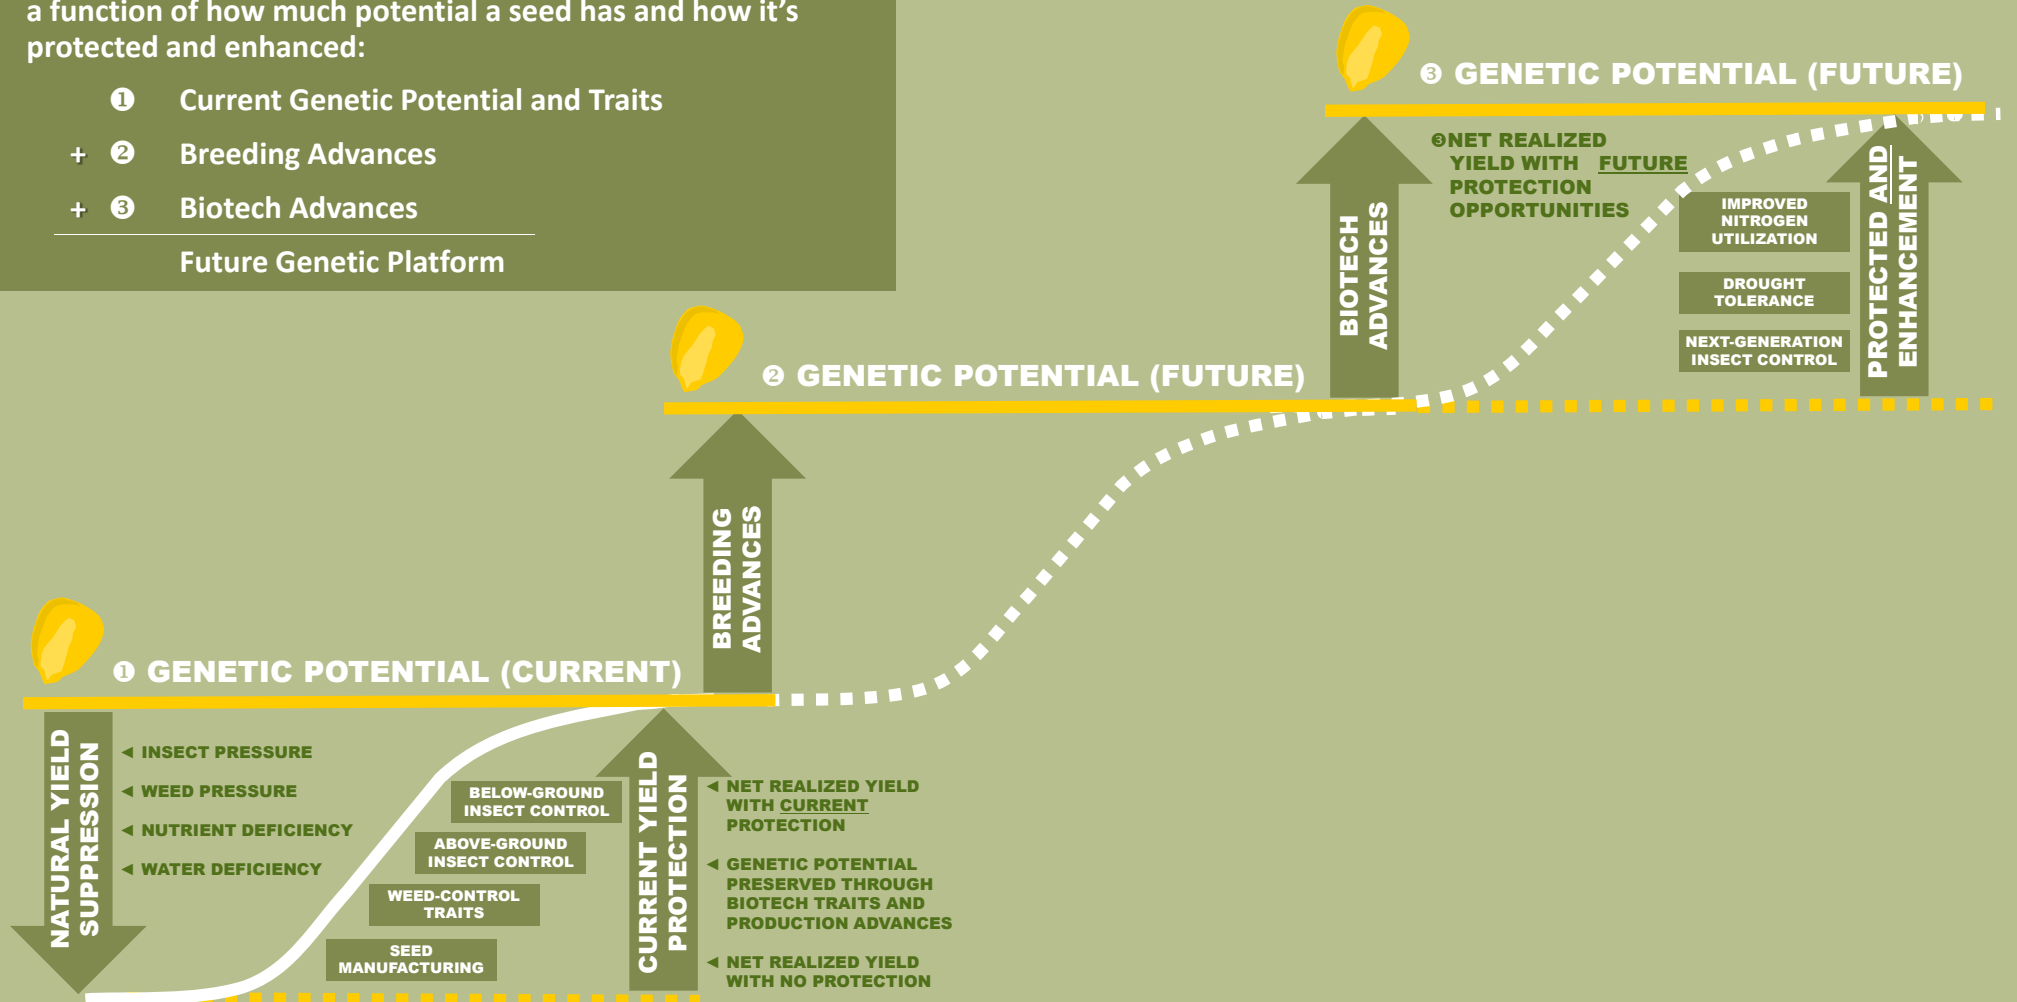 a function of how much potential a seed has and how it’s
protected and enhanced:
❶ Current Genetic Potential and Traits
+ ❷ Breeding Advances
+ ❸ Biotech Advances
Future Genetic Platform
❸ GENETIC POTENTIAL (FUTURE)
❸NET REALIZED
YIELD WITH FUTURE
PROTECTION
OPPORTUNITIES
BIOTECH
ADVANCES
IMPROVED
NITROGEN
UTILIZATION
DROUGHT
TOLERANCE
NEXT-GENERATION
INSECT CONTROL
PROTECTED AND
ENHANCEMENT
❷ GENETIC POTENTIAL (FUTURE)
BREEDING
ADVANCES
❶ GENETIC POTENTIAL (CURRENT)
NATURAL YIELD
SUPPRESSION
◄ INSECT PRESSURE
◄ WEED PRESSURE
◄ NUTRIENT DEFICIENCY
◄ WATER DEFICIENCY
BELOW-GROUND
INSECT CONTROL
ABOVE-GROUND
INSECT CONTROL
WEED-CONTROL
TRAITS
SEED
MANUFACTURING
CURRENT YIELD
PROTECTION
◄ NET REALIZED YIELD
WITH CURRENT
PROTECTION
◄ GENETIC POTENTIAL
PRESERVED THROUGH
BIOTECH TRAITS AND
PRODUCTION ADVANCES
◄ NET REALIZED YIELD
WITH NO PROTECTION